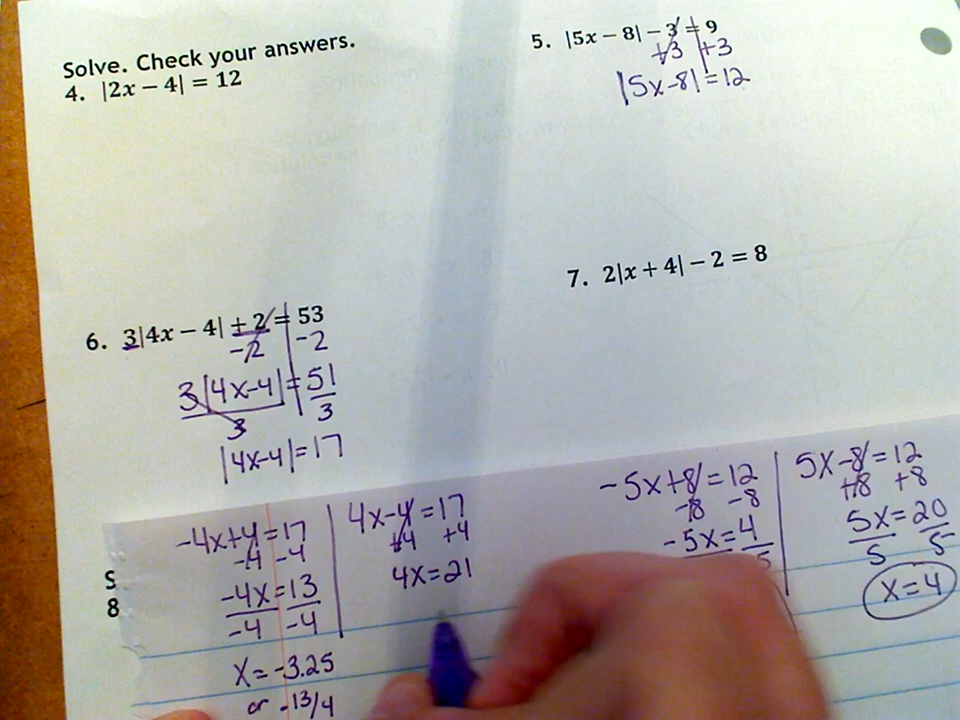 Solve. Check your answers.
4. |2x − 4| = 12
5. |5x − 8| − 3 = 9
+3 +3
|5x-8| = 12
6. 3|4x − 4| + 2 = 53
-2 -2
3|4x-4| = 51
3 3
|4x-4| = 17
7. 2|x + 4| − 2 = 8
-4x+4 = 17
-4 -4
-4x = 13
-4 -4
x = -3.25
or -13/4
4x-4 = 17
+4 +4
4x = 21
-5x+8 = 12
-8 -8
-5x = 4
5
5x-8 = 12
+8 +8
5x = 20
5 5
x = 4
S
8